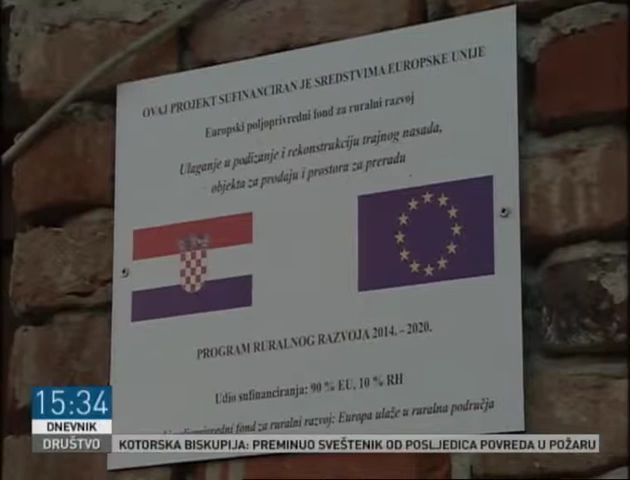 OVAJ PROJEKT SUFINANCIRAN JE SREDSTVIMA EUROPSKE UNIJE
Europski poljoprivredni fond za ruralni razvoj
Ulaganje u podizanje i rekonstrukciju trajnog nasada,
objekta za prodaju i prostora za preradu
PROGRAM RURALNOG RAZVOJA 2014. - 2020.
Udio sufinanciranja: 90 % EU, 10 % RH
fond za ruralni razvoj: Europa ulaže u ruralna područja
15:34
DNEVNIK
DRUŠTVO
KOTORSKA BISKUPIJA: PREMINUO SVEŠTENIK OD POSLJEDICA POVREDA U POŽARU